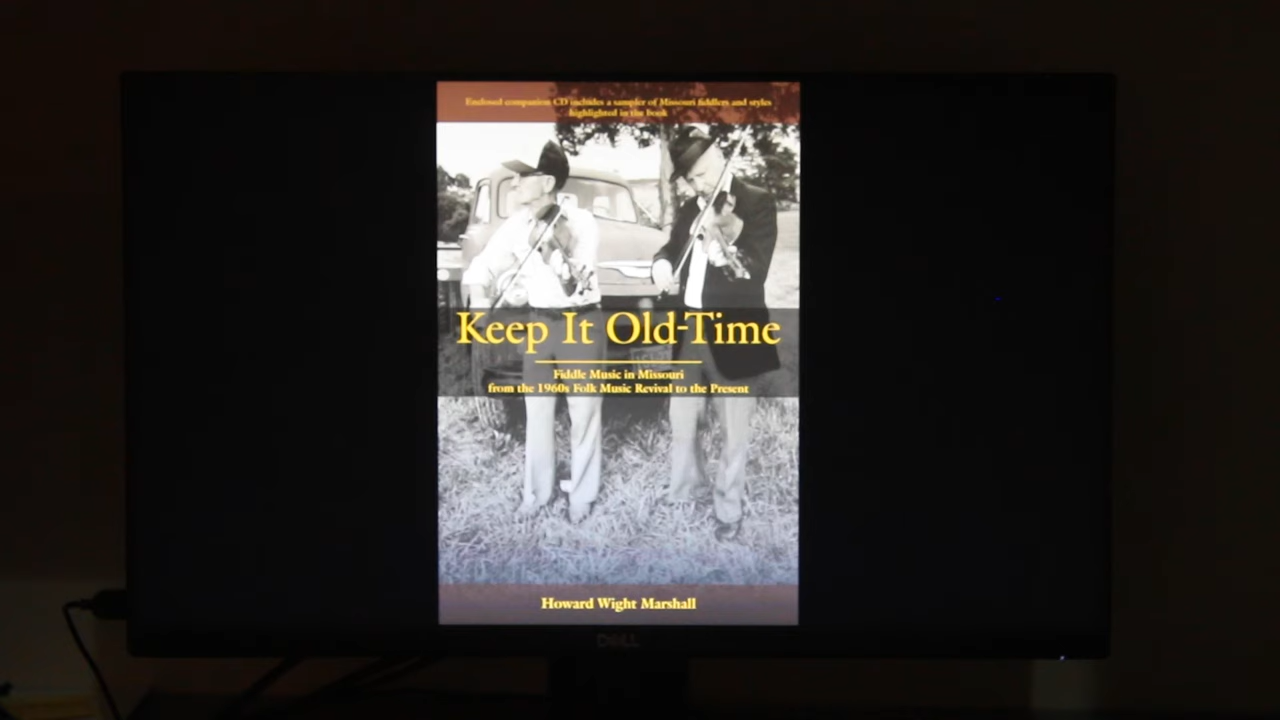 Enclosed companion CD includes a sampler of Missouri fiddlers and styles
highlighted in the book
Keep It Old-Time
Fiddle Music in Missouri
from the 1960s Folk Music Revival to the Present
Howard Wight Marshall
DELL